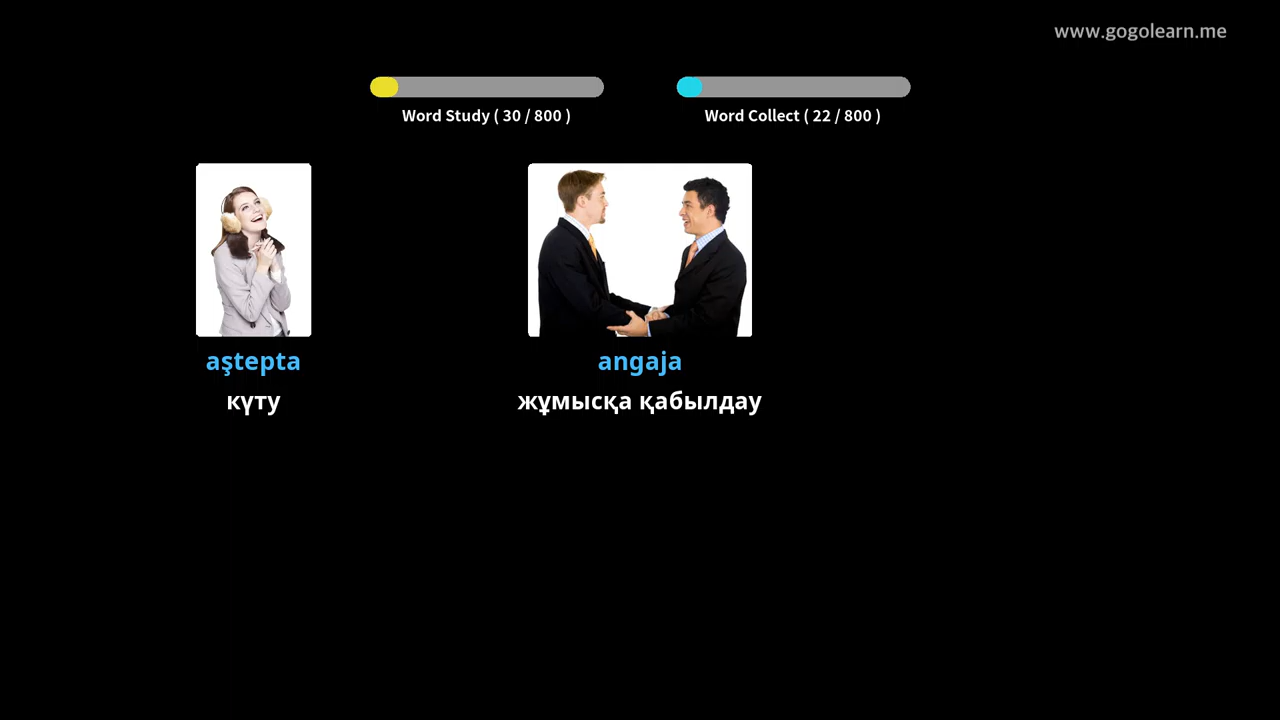 www.gogolearn.me
Word Study ( 30 / 800 )
Word Collect ( 22 / 800 )
aştepta
күту
angaja
жұмысқа қабылдау